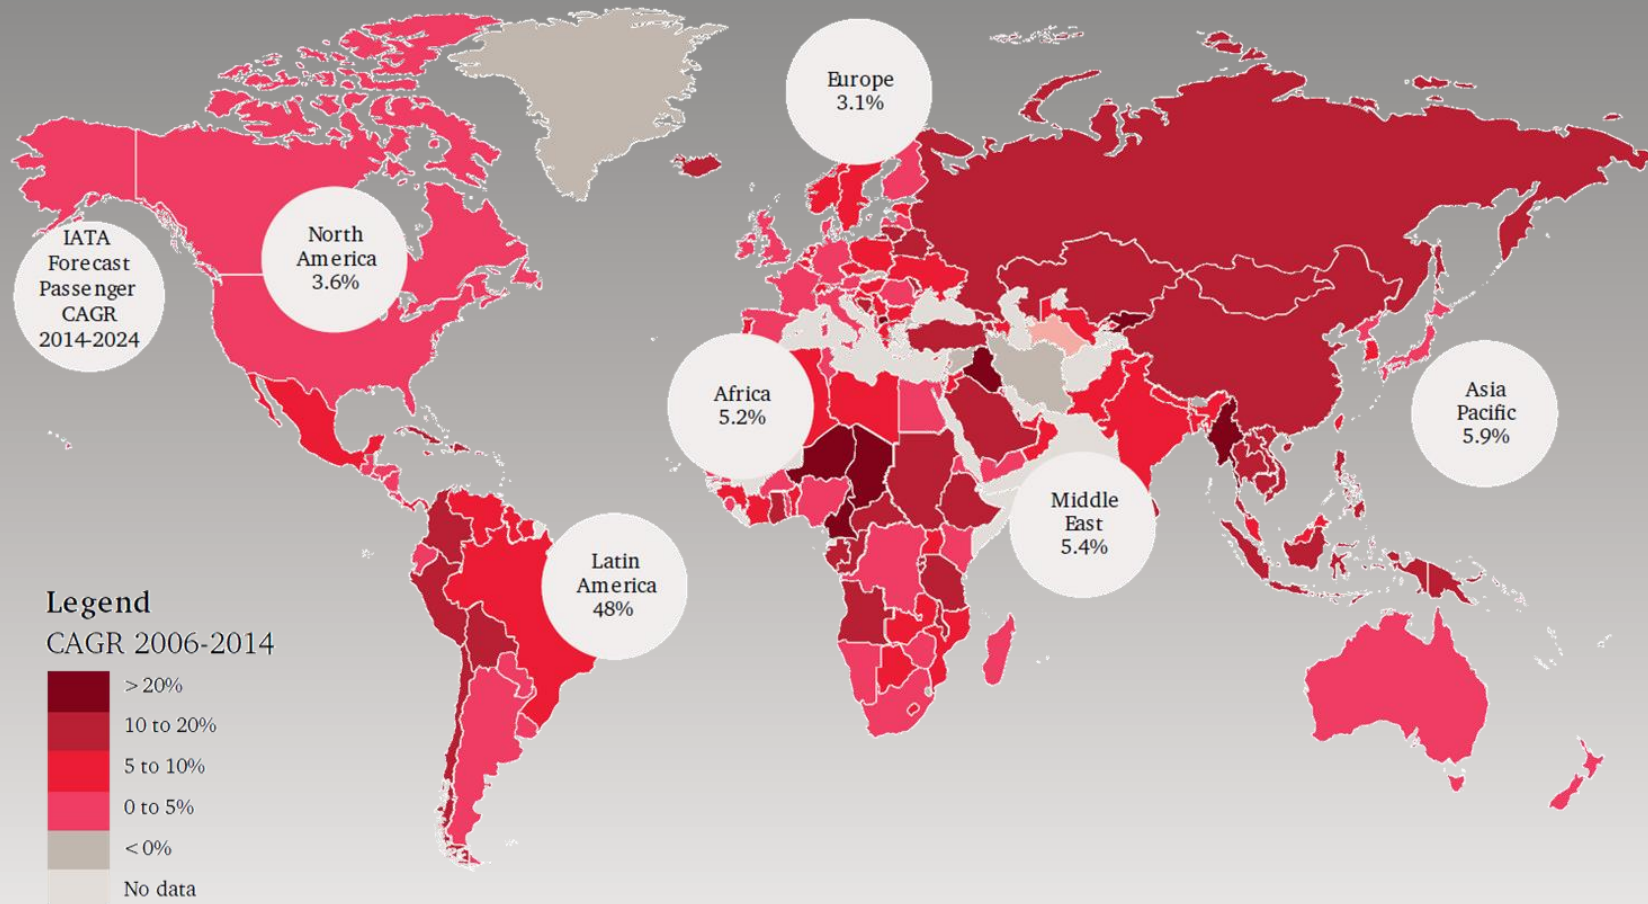 Europe
3.1%
IATA
Forecast
Passenger
CAGR
2014-2024
North
America
3.6%
Africa
5.2%
Asia
Pacific
5.9%
Middle
East
5.4%
Latin
America
48%
Legend
CAGR 2006-2014
>20%
10 to 20%
5 to 10%
0 to 5%
<0%
No data